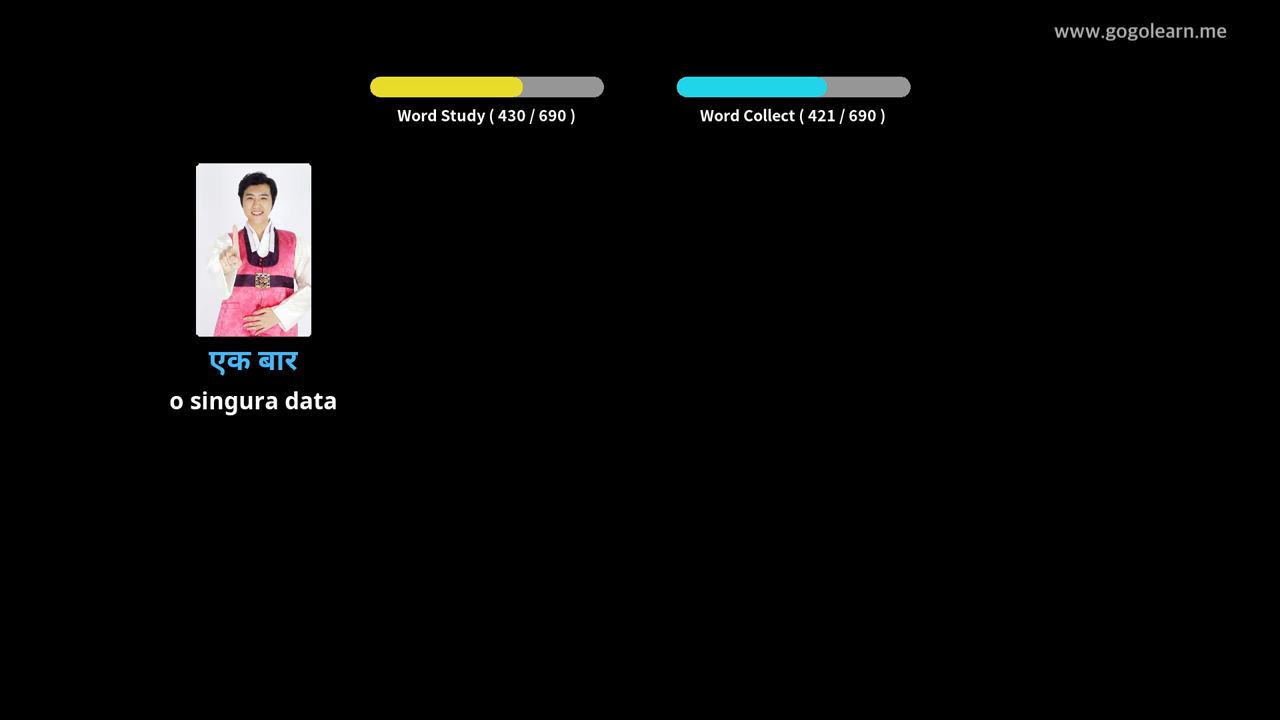 www.gogolearn.me
Word Study ( 430 / 690 )
Word Collect ( 421 / 690 )
एक बार
o singura data